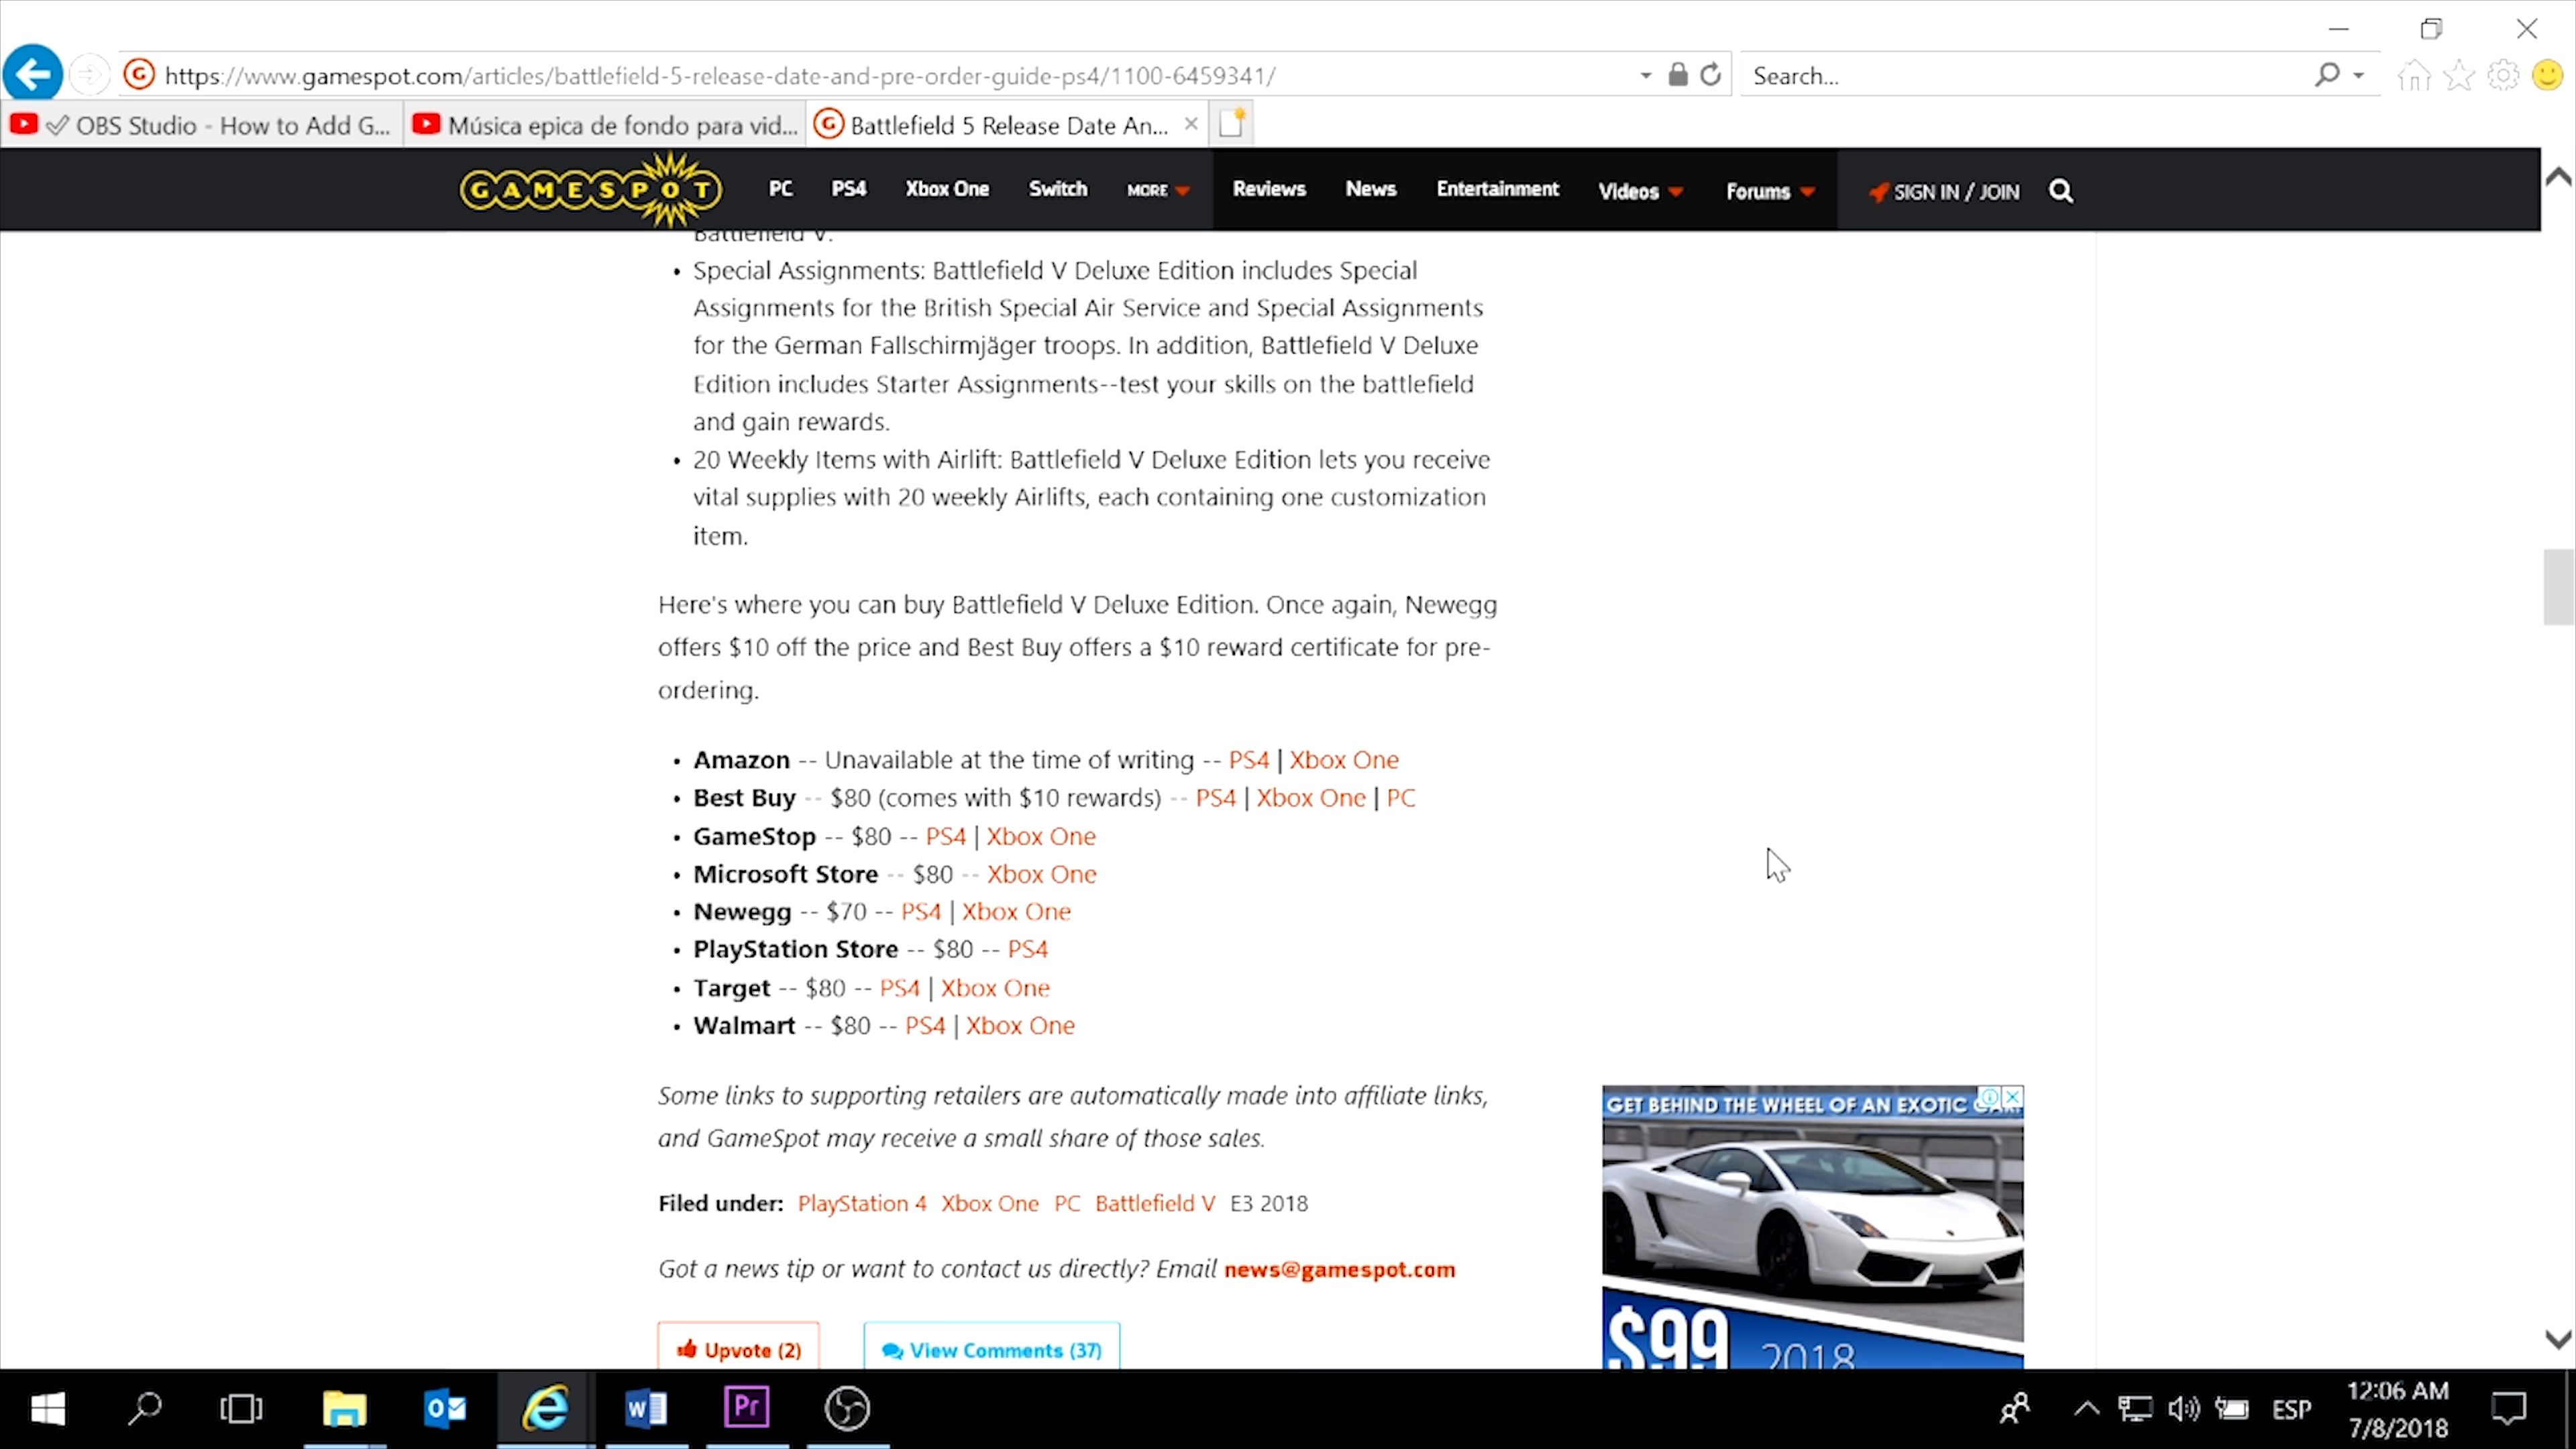 https://www.gamespot.com/articles/battlefield-5-release-date-and-pre-order-guide-ps4/1100-6459341/
Search...
OBS Studio - How to Add G...
Música epica de fondo para vid...
Battlefield 5 Release Date An...
GAMESPOT
PC
PS4
Xbox One
Switch
MORE
Reviews
News
Entertainment
Videos
Forums
SIGN IN / JOIN
Battlefield V.
• Special Assignments: Battlefield V Deluxe Edition includes Special
Assignments for the British Special Air Service and Special Assignments
for the German Fallschirmjäger troops. In addition, Battlefield V Deluxe
Edition includes Starter Assignments--test your skills on the battlefield
and gain rewards.
• 20 Weekly Items with Airlift: Battlefield V Deluxe Edition lets you receive
vital supplies with 20 weekly Airlifts, each containing one customization
item.
Here's where you can buy Battlefield V Deluxe Edition. Once again, Newegg
offers $10 off the price and Best Buy offers a $10 reward certificate for pre-
ordering.
• Amazon -- Unavailable at the time of writing -- PS4 | Xbox One
• Best Buy -- $80 (comes with $10 rewards) -- PS4 | Xbox One | PC
• GameStop -- $80 -- PS4 | Xbox One
• Microsoft Store -- $80 -- Xbox One
• Newegg -- $70 -- PS4 | Xbox One
• PlayStation Store -- $80 -- PS4
• Target -- $80 -- PS4 | Xbox One
• Walmart -- $80 -- PS4 | Xbox One
Some links to supporting retailers are automatically made into affiliate links,
and GameSpot may receive a small share of those sales.
Filed under: PlayStation 4 Xbox One PC Battlefield V E3 2018
Got a news tip or want to contact us directly? Email news@gamespot.com
Upvote (2)
View Comments (37)
GET BEHIND THE WHEEL OF AN EXOTIC
$99
2018
Pr
ESP
12:06 AM
7/8/2018